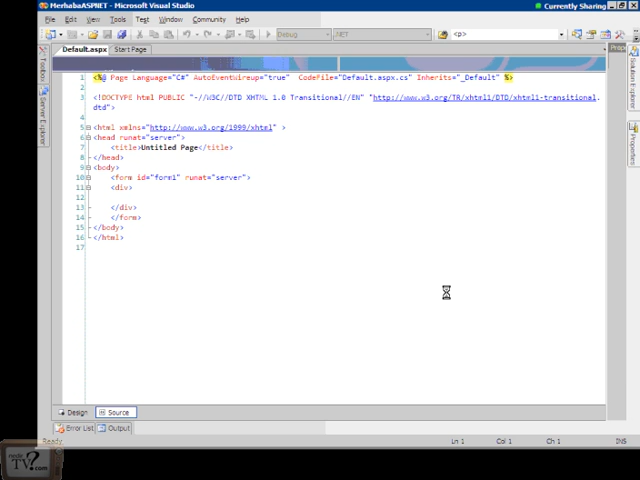 MerhabaASPNET - Microsoft Visual Studio
Currently Sharing
File Edit View Tools Test Window Community Help
Debug .NET <p>
Default.aspx Start Page
Toolbox
Server Explorer
Solution Explorer
Properties
1 <%@ Page Language="C#" AutoEventWireup="true" CodeFile="Default.aspx.cs" Inherits="_Default" %>
2
3 <!DOCTYPE html PUBLIC "-//W3C//DTD XHTML 1.0 Transitional//EN" "http://www.w3.org/TR/xhtml1/DTD/xhtml1-transitional.
dtd">
4
5 <html xmlns="http://www.w3.org/1999/xhtml" >
6 <head runat="server">
7 <title>Untitled Page</title>
8 </head>
9 <body>
10 <form id="form1" runat="server">
11 <div>
12
13 </div>
14 </form>
15 </body>
16 </html>
17
Design Source
Error List Output
Ready Ln 1 Col 1 Ch 1 INS
nedir
TV?
.com